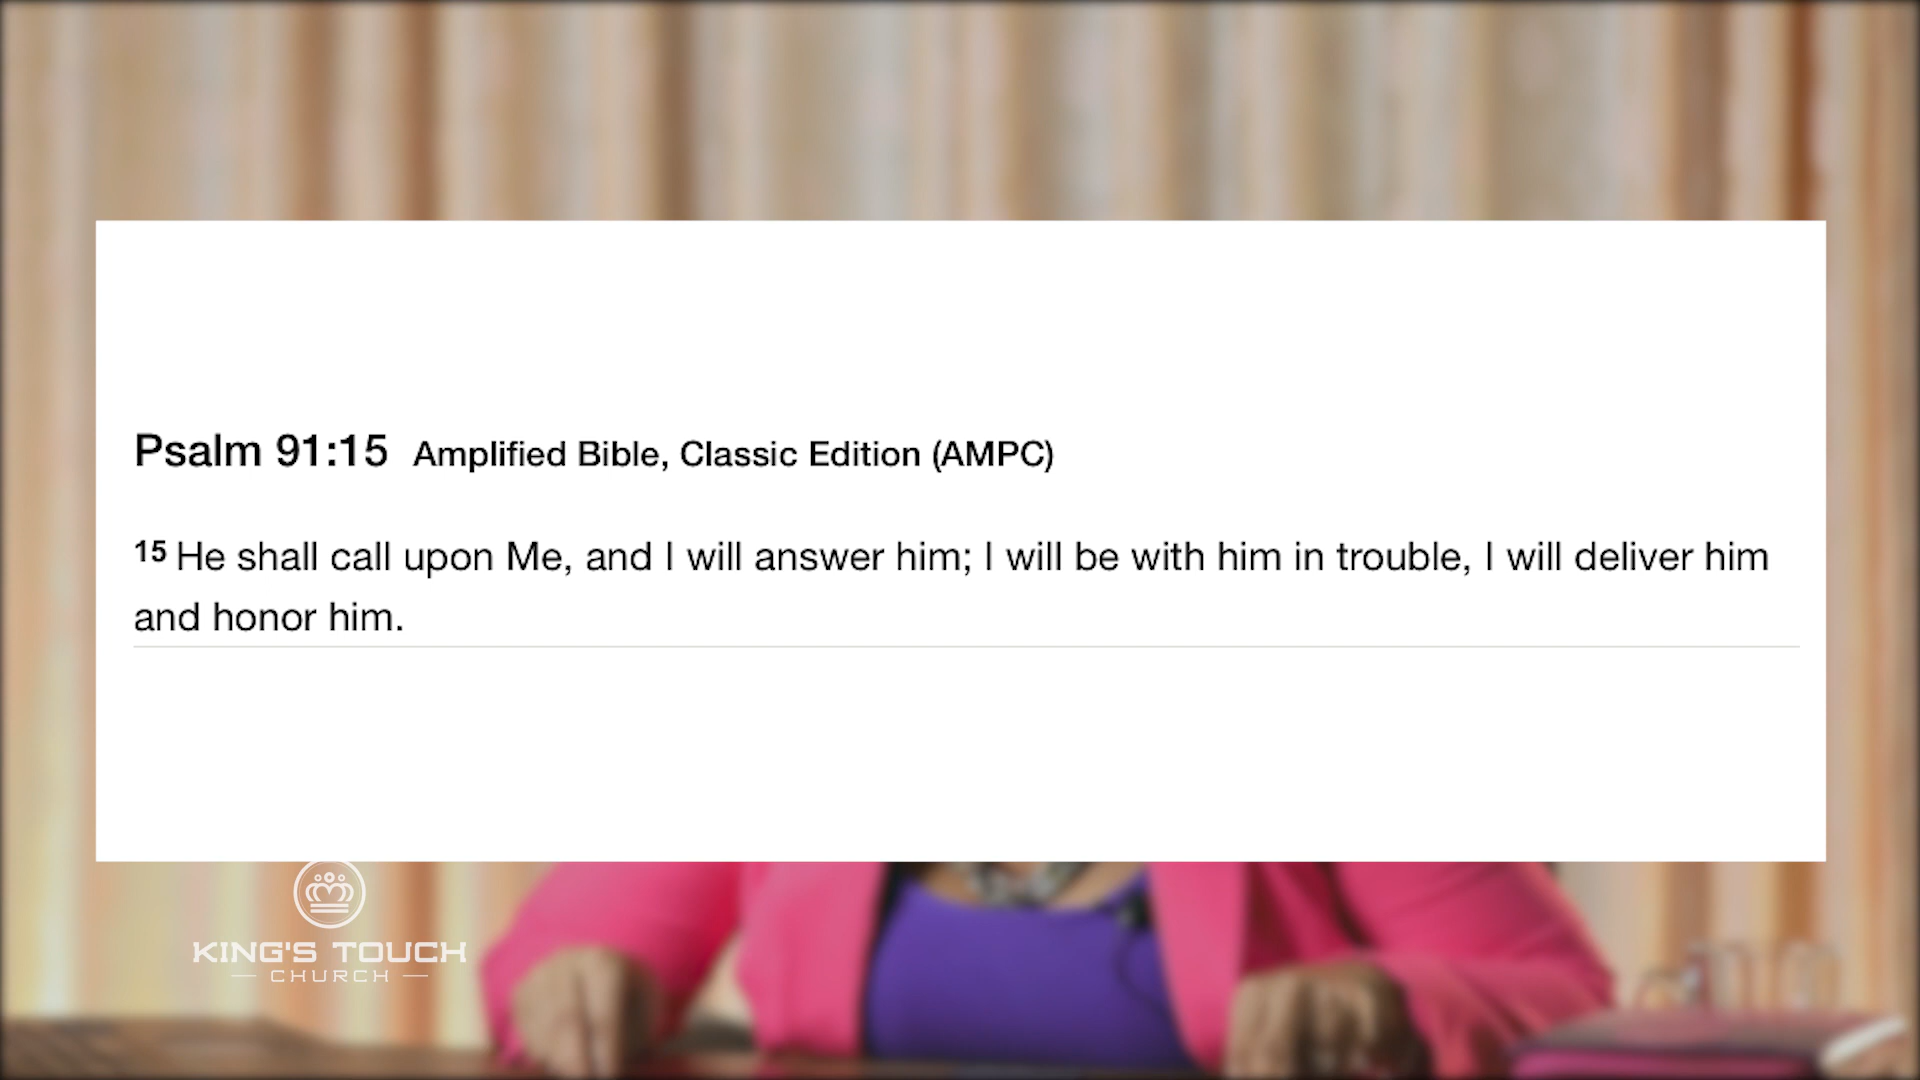 Psalm 91:15 Amplified Bible, Classic Edition (AMPC)
15 He shall call upon Me, and I will answer him; I will be with him in trouble, I will deliver him
and honor him.
KING'S TOUCH
CHURCH